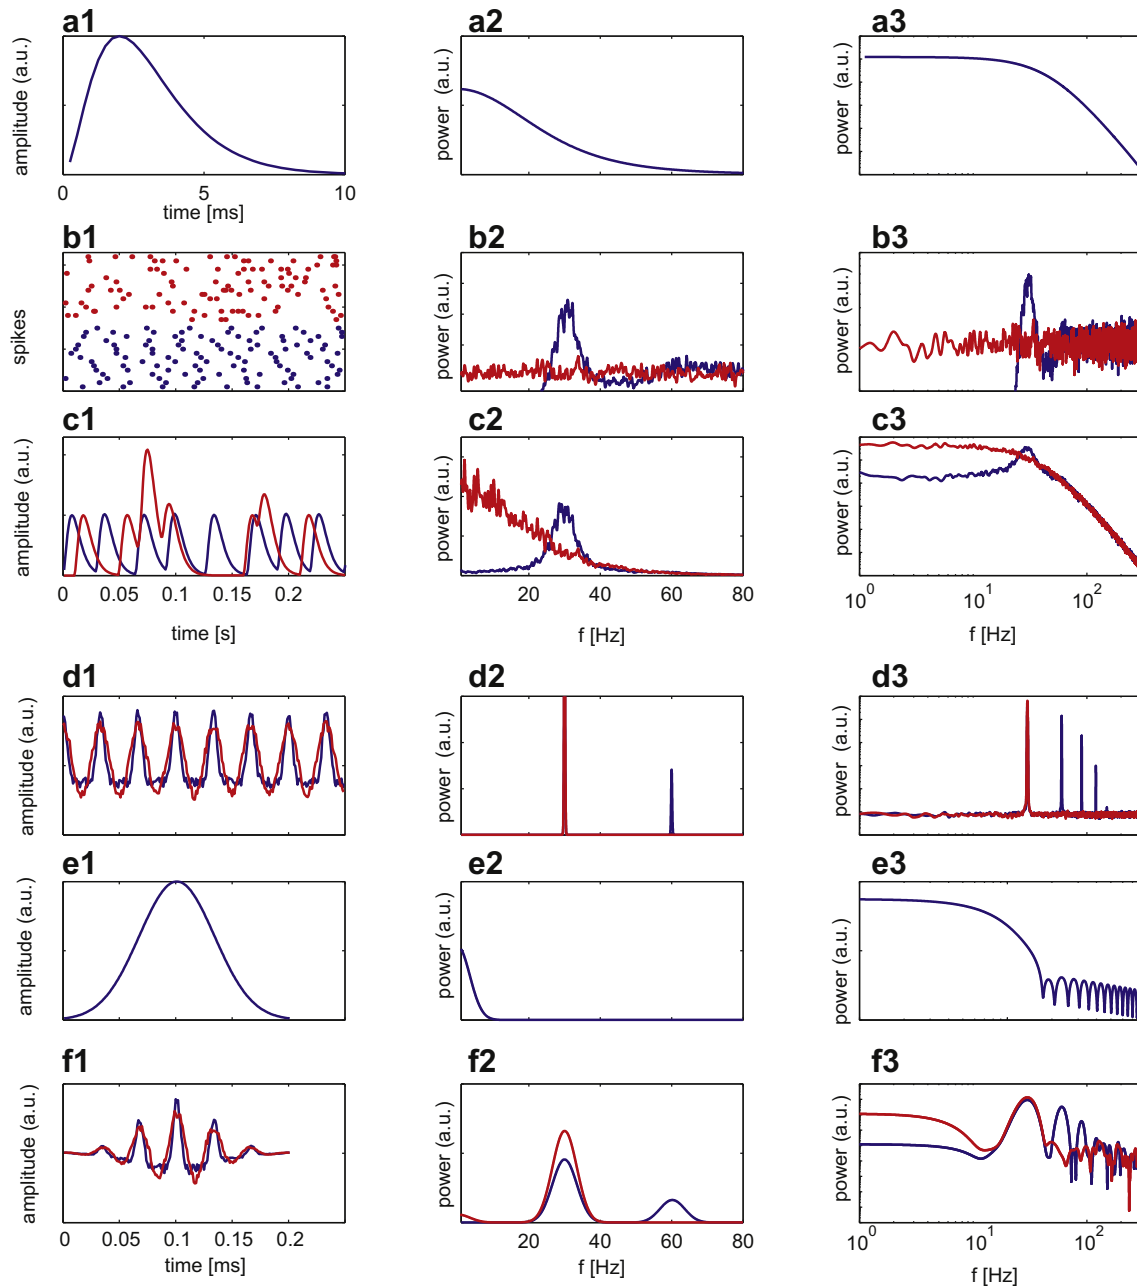 a1
a2
a3
amplitude (a.u.)
power (a.u.)
power (a.u.)
0
5
10
time [ms]
b1
b2
b3
spikes
power (a.u.)
power (a.u.)
c1
c2
c3
amplitude (a.u.)
power (a.u.)
power (a.u.)
0 0.05 0.1 0.15 0.2
20 40 60 80
10^0 10^1 10^2
time [s]
f [Hz]
f [Hz]
d1
d2
d3
amplitude (a.u.)
power (a.u.)
power (a.u.)
e1
e2
e3
amplitude (a.u.)
power (a.u.)
power (a.u.)
f1
f2
f3
amplitude (a.u.)
power (a.u.)
power (a.u.)
0 0.05 0.1 0.15 0.2
20 40 60 80
10^0 10^1 10^2
time [ms]
f [Hz]
f [Hz]